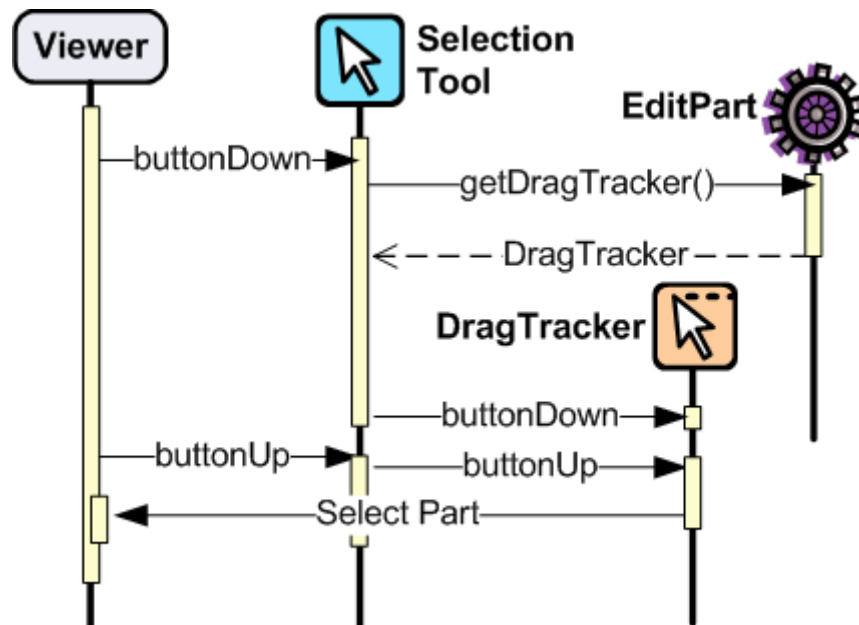 Viewer
Selection
Tool
EditPart
buttonDown
getDragTracker()
DragTracker
DragTracker
buttonDown
buttonUp
buttonUp
Select Part